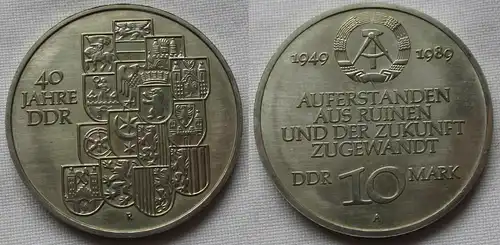 40
JAHRE
DDR
1949 1989
AUFERSTANDEN
AUS RUINEN
UND DER ZUKUNFT
ZUGEWANDT
DDR 10 MARK
A